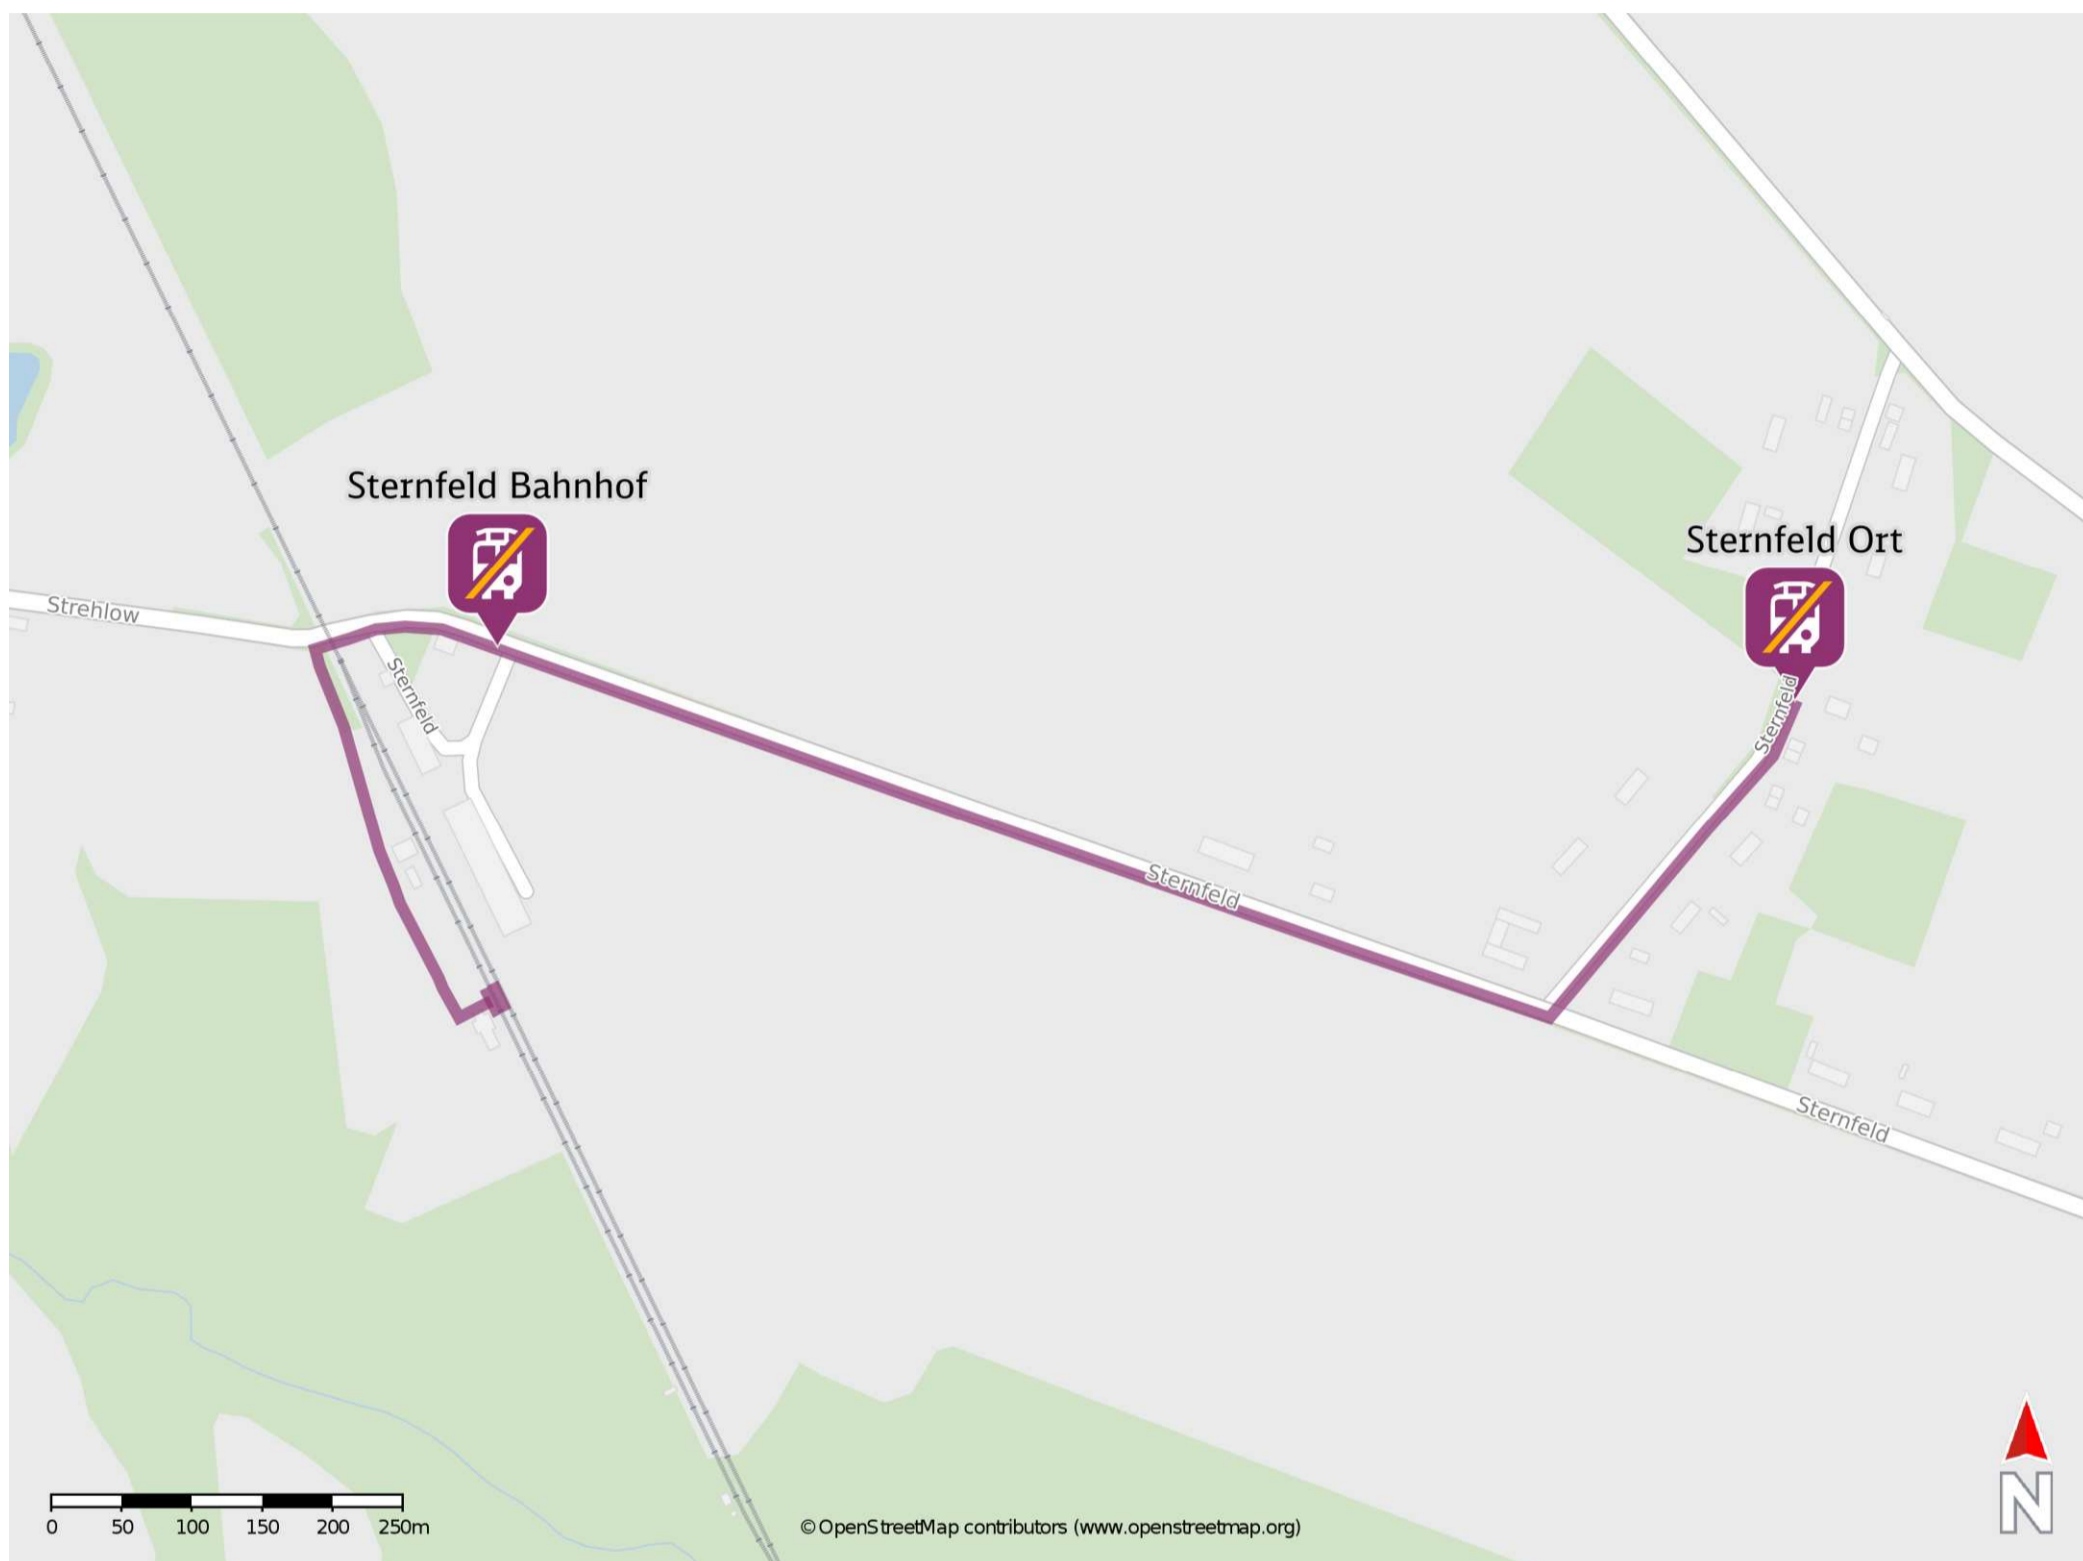 Sternfeld Bahnhof
Sternfeld Ort
Strehlow
Sternfeld
Sternfeld
Sternfeld
Sternfeld
0 50 100 150 200 250m
© OpenStreetMap contributors (www.openstreetmap.org)
N